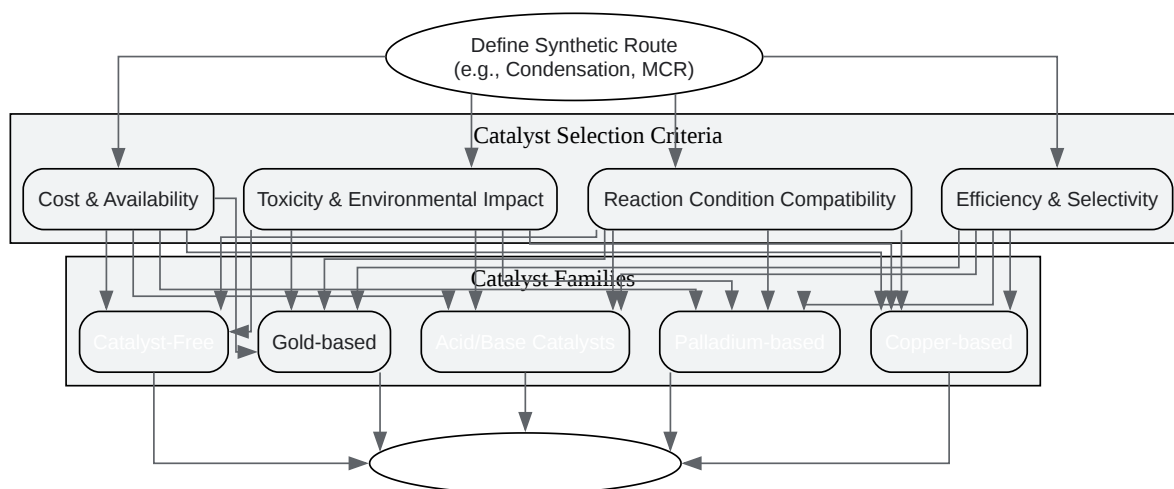 Define Synthetic Route
(e.g., Condensation, MCR)
Catalyst Selection Criteria
Cost & Availability
Toxicity & Environmental Impact
Reaction Condition Compatibility
Efficiency & Selectivity
Catalyst Families
Catalyst-Free
Gold-based
Acid/Base Catalysts
Palladium-based
Copper-based